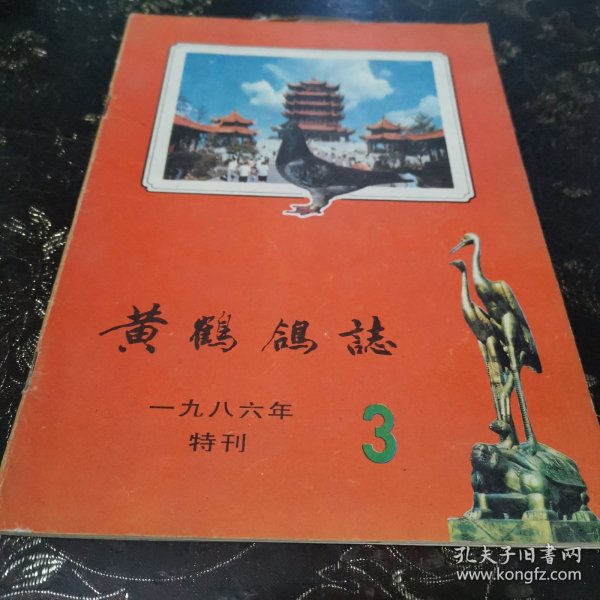 黄鹤鸽誌
一九八六年
特刊
3
孔夫子旧书网
www.kongfz.com